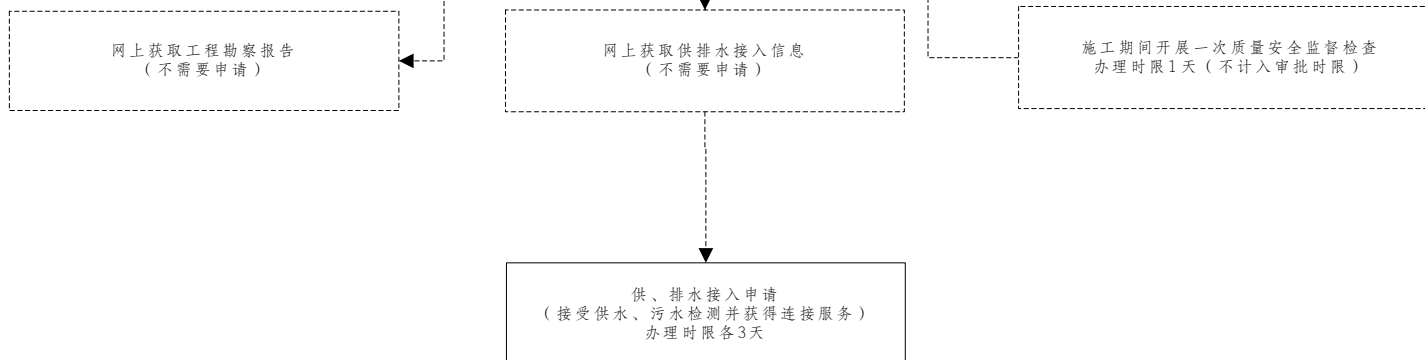 网上获取工程勘察报告
（不需要申请）
网上获取供排水接入信息
（不需要申请）
施工期间开展一次质量安全监督检查
办理时限1天（不计入审批时限）
供、排水接入申请
（接受供水、污水检测并获得连接服务）
办理时限各3天